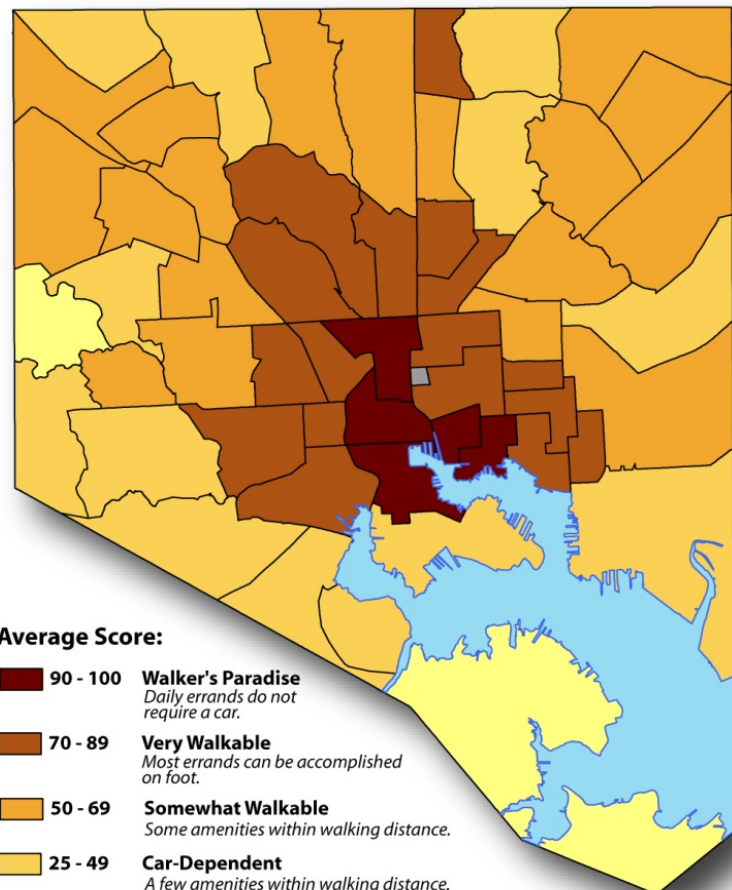 Average Score:
90 - 100 Walker's Paradise
Daily errands do not
require a car.
70 - 89 Very Walkable
Most errands can be accomplished
on foot.
50 - 69 Somewhat Walkable
Some amenities within walking distance.
25 - 49 Car-Dependent
A few amenities within walking distance.